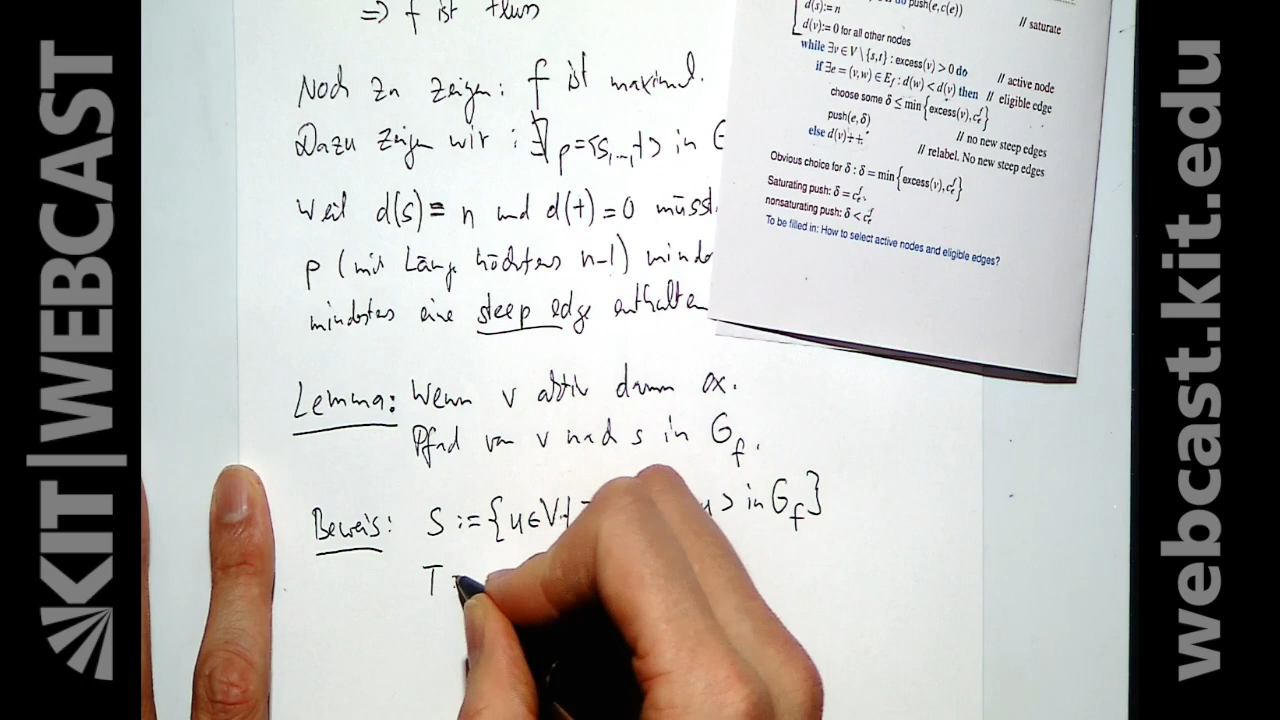 KIT|WEBCAST
=> f ist Fluss
Noch zu zeigen: f ist maximal.
Dazu zeigen wir: ∄ p=<s,...,t> in G
Weil d(s) = n und d(t)=0 müsst
p (mit Länge höchstens n-1) mindes
mindestens eine steep edge enthalten
Lemma: Wenn v aktiv dann ex.
Pfad von v nach s in G_f.
Beweis: S := {u∈V: > in G_f}
T
do push(e,c(e)) // saturate
d(s):= n
d(v):= 0 for all other nodes
while ∃v ∈ V \ {s,t} : excess(v) > 0 do // active node
if ∃e = (v,w) ∈ E_f : d(w) < d(v) then // eligible edge
choose some δ ≤ min{excess(v), c_e^f}
push(e,δ) // no new steep edges
else d(v)++ // relabel. No new steep edges
Obvious choice for δ : δ = min{excess(v), c_e^f}
Saturating push: δ = c_e^f
nonsaturating push: δ < c_e^f
To be filled in: How to select active nodes and eligible edges?
webcast.kit.edu